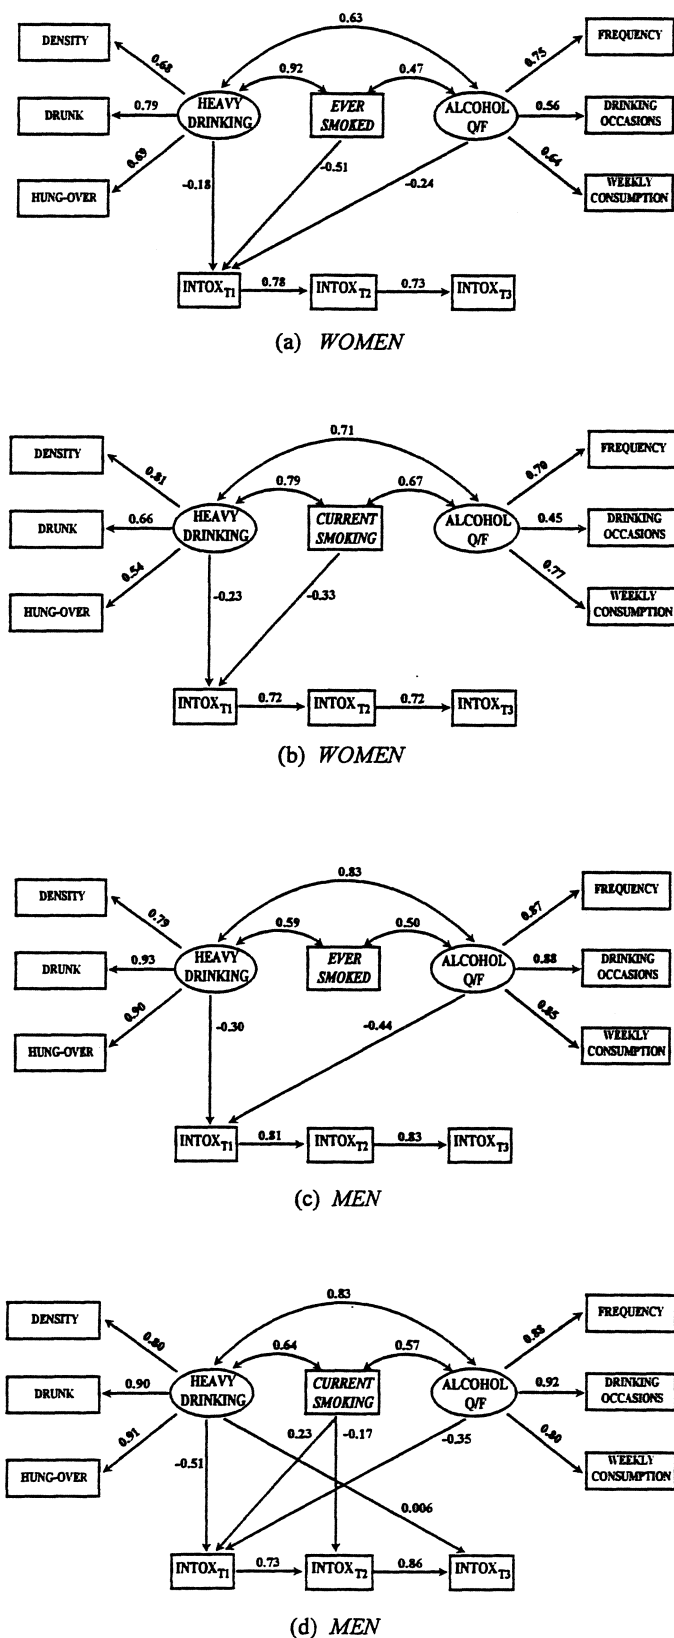 0.63
DENSITY
FREQUENCY
0.68
0.92
0.47
0.75
DRUNK
0.79
HEAVY
DRINKING
EVER
SMOKED
ALCOHOL
Q/F
0.56
DRINKING
OCCASIONS
0.69
0.64
HUNG-OVER
-0.18
-0.51
-0.24
WEEKLY
CONSUMPTION
INTOXT1
0.78
INTOXT2
0.73
INTOXT3
(a) WOMEN
0.71
DENSITY
FREQUENCY
0.81
0.79
0.67
0.70
DRUNK
0.66
HEAVY
DRINKING
CURRENT
SMOKING
ALCOHOL
Q/F
0.45
DRINKING
OCCASIONS
0.54
0.77
HUNG-OVER
-0.23
-0.33
WEEKLY
CONSUMPTION
INTOXT1
0.72
INTOXT2
0.72
INTOXT3
(b) WOMEN
0.83
DENSITY
FREQUENCY
0.79
0.59
0.50
0.87
DRUNK
0.93
HEAVY
DRINKING
EVER
SMOKED
ALCOHOL
Q/F
0.88
DRINKING
OCCASIONS
0.90
0.85
HUNG-OVER
-0.30
-0.44
WEEKLY
CONSUMPTION
INTOXT1
0.81
INTOXT2
0.83
INTOXT3
(c) MEN
0.83
DENSITY
FREQUENCY
0.80
0.64
0.57
0.88
DRUNK
0.90
HEAVY
DRINKING
CURRENT
SMOKING
ALCOHOL
Q/F
0.92
DRINKING
OCCASIONS
0.91
0.80
HUNG-OVER
-0.51
0.23
-0.17
-0.35
WEEKLY
CONSUMPTION
0.006
INTOXT1
0.73
INTOXT2
0.86
INTOXT3
(d) MEN